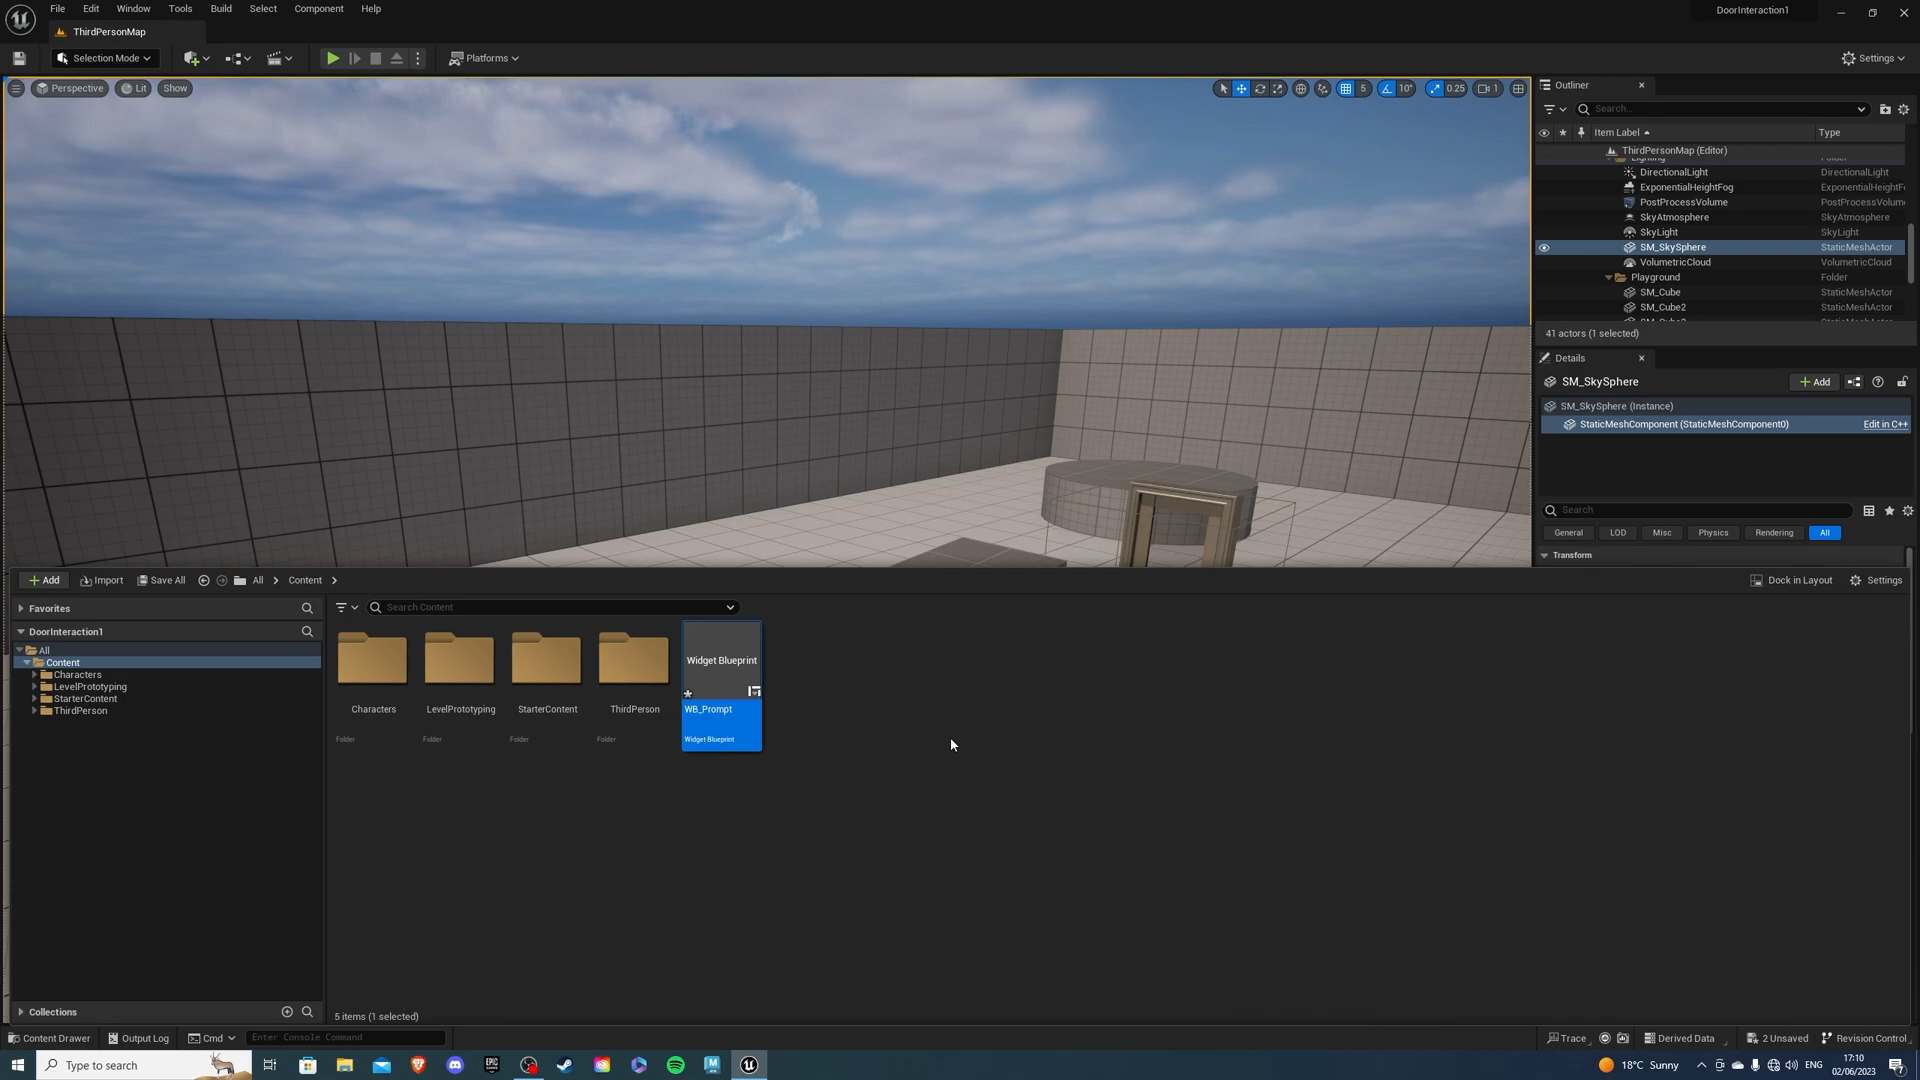 File Edit Window Tools Build Select Component Help
DoorInteraction1
ThirdPersonMap
Selection Mode
Platforms
Settings
Perspective Lit Show
5 10° 0.25 1
Outliner
Search...
Item Label Type
ThirdPersonMap (Editor)
Lighting Folder
DirectionalLight DirectionalLight
ExponentialHeightFog ExponentialHeightF
PostProcessVolume PostProcessVolum
SkyAtmosphere SkyAtmosphere
SkyLight SkyLight
SM_SkySphere StaticMeshActor
VolumetricCloud VolumetricCloud
Playground Folder
SM_Cube StaticMeshActor
SM_Cube2 StaticMeshActor
41 actors (1 selected)
Details
SM_SkySphere
Add
SM_SkySphere (Instance)
StaticMeshComponent (StaticMeshComponent0) Edit in C++
Search
General LOD Misc Physics Rendering All
Transform
Add Import Save All All Content
Dock in Layout Settings
Favorites
DoorInteraction1
All
Content
Characters
LevelPrototyping
StarterContent
ThirdPerson
Collections
Search Content
Widget Blueprint
Characters LevelPrototyping StarterContent ThirdPerson WB_Prompt
Folder Folder Folder Folder Widget Blueprint
5 items (1 selected)
Content Drawer Output Log Cmd Enter Console Command
Trace Derived Data 2 Unsaved Revision Control
Type to search
18°C Sunny
ENG
17:10
02/06/2023